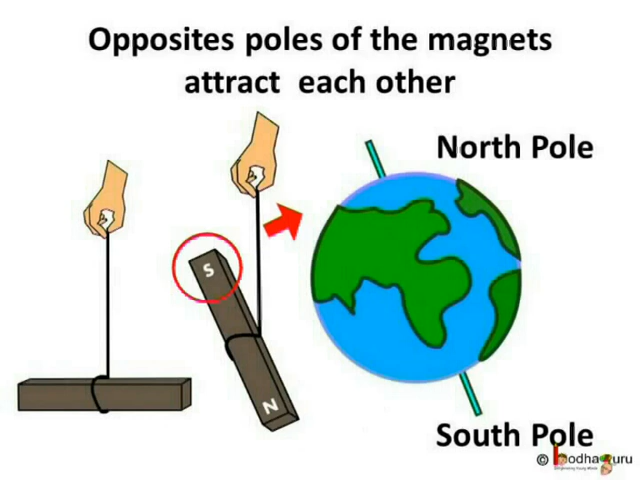 Opposites poles of the magnets
attract each other
North Pole
S
N
South Pole
© bodhaguru